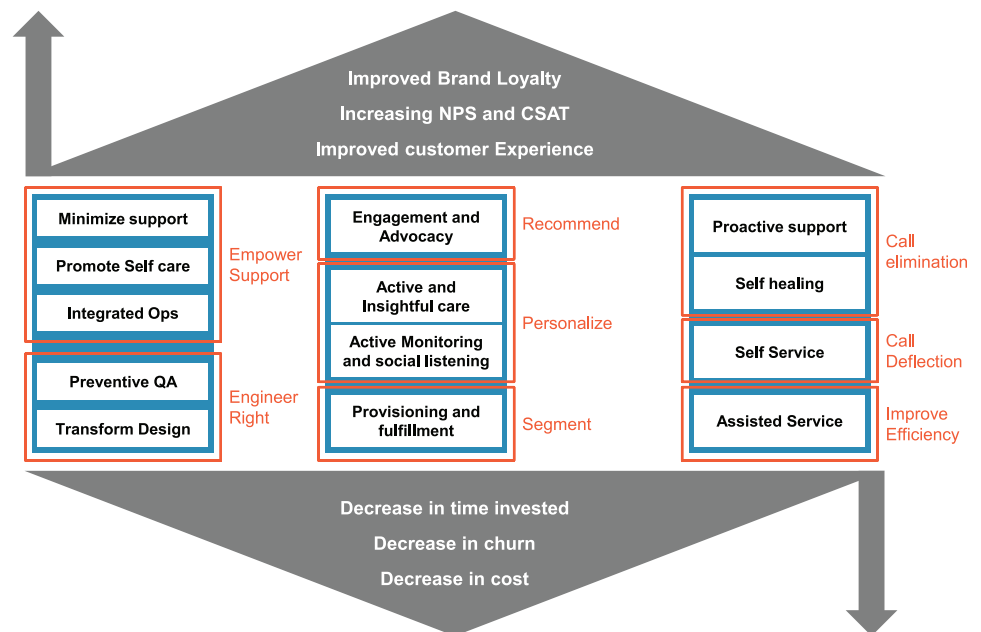 Improved Brand Loyalty
Increasing NPS and CSAT
Improved customer Experience
Minimize support
Promote Self care
Integrated Ops
Empower
Support
Preventive QA
Transform Design
Engineer
Right
Engagement and
Advocacy
Recommend
Active and
Insightful care
Active Monitoring
and social listening
Personalize
Provisioning and
fulfillment
Segment
Proactive support
Self healing
Call
elimination
Self Service
Call
Deflection
Assisted Service
Improve
Efficiency
Decrease in time invested
Decrease in churn
Decrease in cost